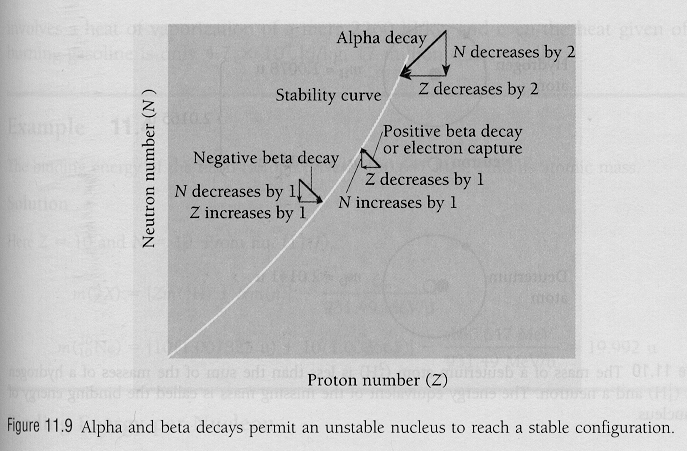 Alpha decay
N decreases by 2
Z decreases by 2
Stability curve
Positive beta decay
or electron capture
Negative beta decay
Z decreases by 1
N decreases by 1
N increases by 1
Z increases by 1
Neutron number (N)
Proton number (Z)
Figure 11.9 Alpha and beta decays permit an unstable nucleus to reach a stable configuration.